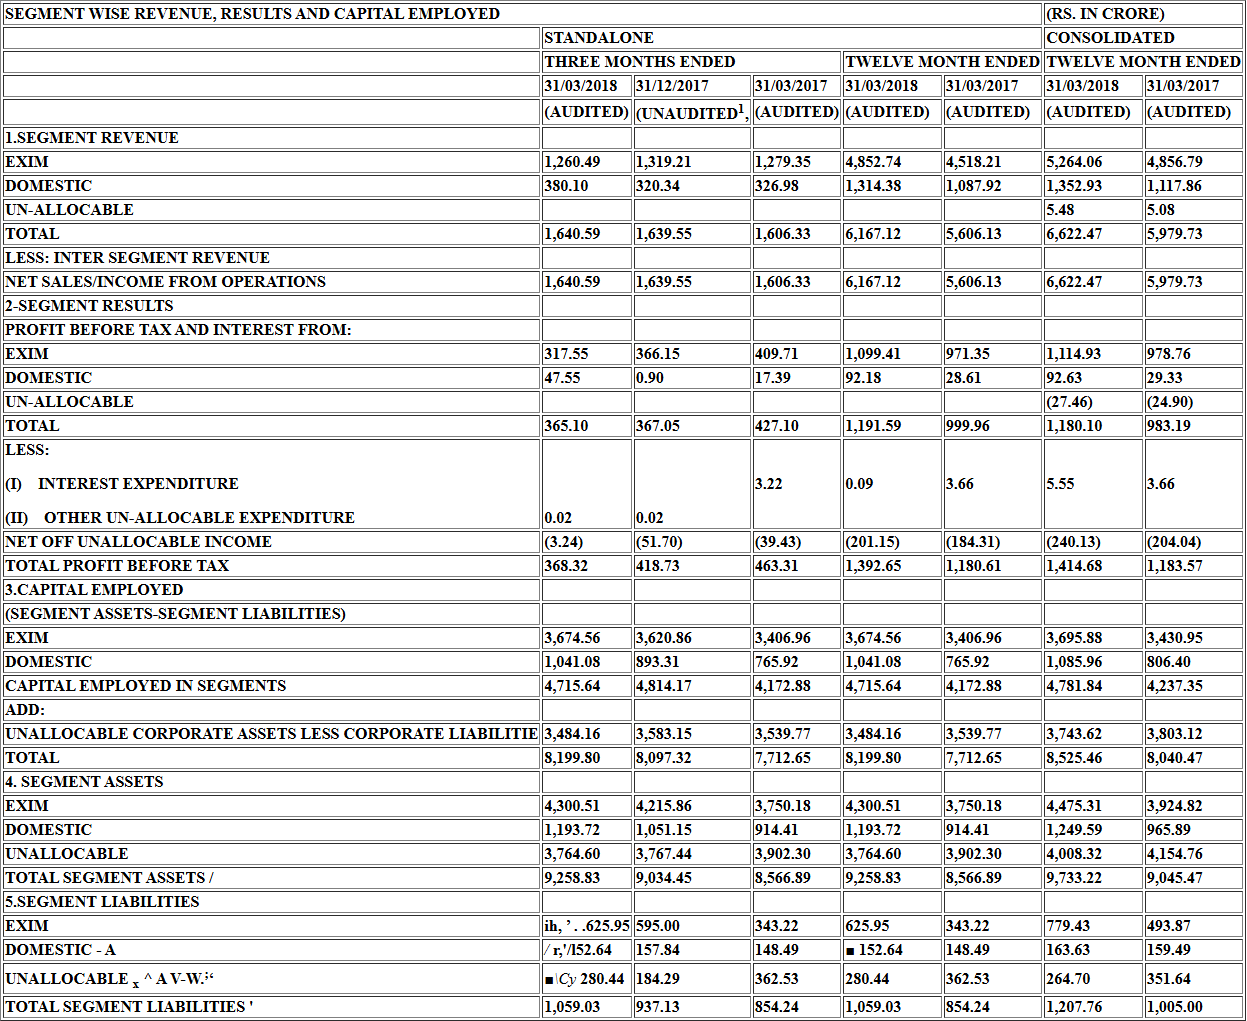 SEGMENT WISE REVENUE, RESULTS AND CAPITAL EMPLOYED (RS. IN CRORE)
STANDALONE CONSOLIDATED
THREE MONTHS ENDED TWELVE MONTH ENDED TWELVE MONTH ENDED
31/03/2018 31/12/2017 31/03/2017 31/03/2018 31/03/2017 31/03/2018 31/03/2017
(AUDITED) (UNAUDITED1, (AUDITED) (AUDITED) (AUDITED) (AUDITED) (AUDITED)
1.SEGMENT REVENUE
EXIM 1,260.49 1,319.21 1,279.35 4,852.74 4,518.21 5,264.06 4,856.79
DOMESTIC 380.10 320.34 326.98 1,314.38 1,087.92 1,352.93 1,117.86
UN-ALLOCABLE 5.48 5.08
TOTAL 1,640.59 1,639.55 1,606.33 6,167.12 5,606.13 6,622.47 5,979.73
LESS: INTER SEGMENT REVENUE
NET SALES/INCOME FROM OPERATIONS 1,640.59 1,639.55 1,606.33 6,167.12 5,606.13 6,622.47 5,979.73
2-SEGMENT RESULTS
PROFIT BEFORE TAX AND INTEREST FROM:
EXIM 317.55 366.15 409.71 1,099.41 971.35 1,114.93 978.76
DOMESTIC 47.55 0.90 17.39 92.18 28.61 92.63 29.33
UN-ALLOCABLE (27.46) (24.90)
TOTAL 365.10 367.05 427.10 1,191.59 999.96 1,180.10 983.19
LESS:
(I) INTEREST EXPENDITURE 3.22 0.09 3.66 5.55 3.66
(II) OTHER UN-ALLOCABLE EXPENDITURE 0.02 0.02
NET OFF UNALLOCABLE INCOME (3.24) (51.70) (39.43) (201.15) (184.31) (240.13) (204.04)
TOTAL PROFIT BEFORE TAX 368.32 418.73 463.31 1,392.65 1,180.61 1,414.68 1,183.57
3.CAPITAL EMPLOYED
(SEGMENT ASSETS-SEGMENT LIABILITIES)
EXIM 3,674.56 3,620.86 3,406.96 3,674.56 3,406.96 3,695.88 3,430.95
DOMESTIC 1,041.08 893.31 765.92 1,041.08 765.92 1,085.96 806.40
CAPITAL EMPLOYED IN SEGMENTS 4,715.64 4,814.17 4,172.88 4,715.64 4,172.88 4,781.84 4,237.35
ADD:
UNALLOCABLE CORPORATE ASSETS LESS CORPORATE LIABILITIE 3,484.16 3,583.15 3,539.77 3,484.16 3,539.77 3,743.62 3,803.12
TOTAL 8,199.80 8,097.32 7,712.65 8,199.80 7,712.65 8,525.46 8,040.47
4. SEGMENT ASSETS
EXIM 4,300.51 4,215.86 3,750.18 4,300.51 3,750.18 4,475.31 3,924.82
DOMESTIC 1,193.72 1,051.15 914.41 1,193.72 914.41 1,249.59 965.89
UNALLOCABLE 3,764.60 3,767.44 3,902.30 3,764.60 3,902.30 4,008.32 4,154.76
TOTAL SEGMENT ASSETS / 9,258.83 9,034.45 8,566.89 9,258.83 8,566.89 9,733.22 9,045.47
5.SEGMENT LIABILITIES
EXIM ih, ’ . .625.95 595.00 343.22 625.95 343.22 779.43 493.87
DOMESTIC - A / r,'/l52.64 157.84 148.49 ■ 152.64 148.49 163.63 159.49
UNALLOCABLE x ^ A V-W.;‘ ■\Cy 280.44 184.29 362.53 280.44 362.53 264.70 351.64
TOTAL SEGMENT LIABILITIES ' 1,059.03 937.13 854.24 1,059.03 854.24 1,207.76 1,005.00